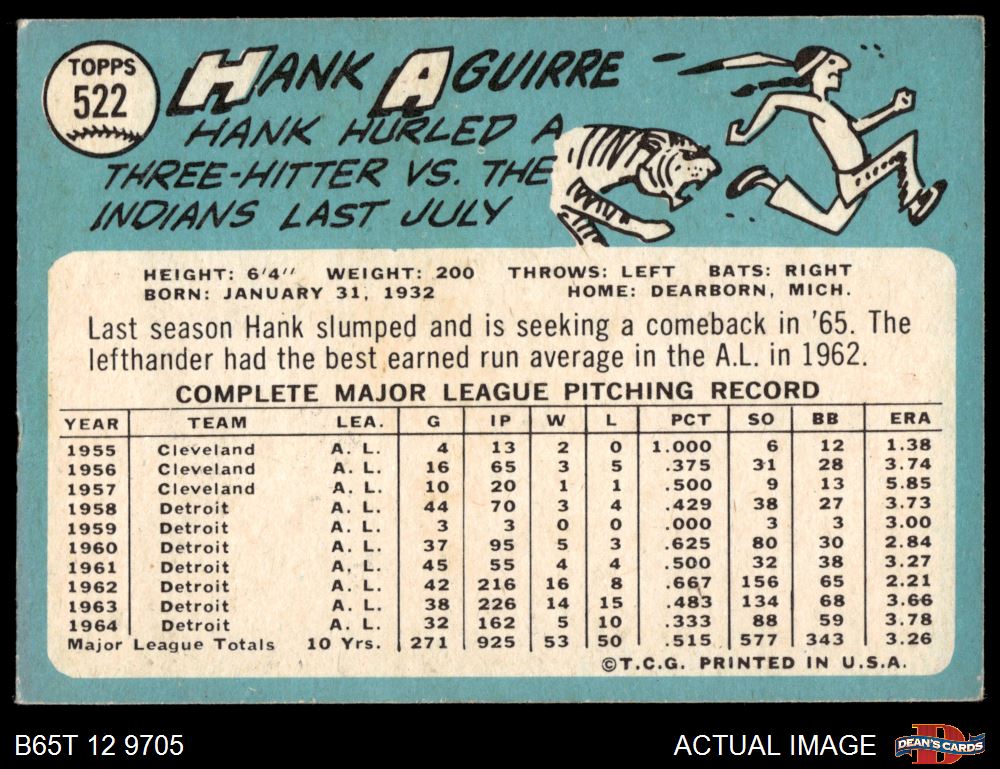 TOPPS
522
HANK AGUIRRE
HANK HURLED A
THREE-HITTER VS. THE
INDIANS LAST JULY
HEIGHT: 6'4" WEIGHT: 200 THROWS: LEFT BATS: RIGHT
BORN: JANUARY 31, 1932 HOME: DEARBORN, MICH.
Last season Hank slumped and is seeking a comeback in '65. The
lefthander had the best earned run average in the A.L. in 1962.
COMPLETE MAJOR LEAGUE PITCHING RECORD
YEAR TEAM LEA. G IP W L PCT SO BB ERA
1955 Cleveland A. L. 4 13 2 0 1.000 6 12 1.38
1956 Cleveland A. L. 16 65 3 5 .375 31 28 3.74
1957 Cleveland A. L. 10 20 1 1 .500 9 13 5.85
1958 Detroit A. L. 44 70 3 4 .429 38 27 3.73
1959 Detroit A. L. 3 3 0 0 .000 3 3 3.00
1960 Detroit A. L. 37 95 5 3 .625 80 30 2.84
1961 Detroit A. L. 45 55 4 4 .500 32 38 3.27
1962 Detroit A. L. 42 216 16 8 .667 156 65 2.21
1963 Detroit A. L. 38 226 14 15 .483 134 68 3.66
1964 Detroit A. L. 32 162 5 10 .333 88 59 3.78
Major League Totals 10 Yrs. 271 925 53 50 .515 577 343 3.26
©T.C.G. PRINTED IN U.S.A.
B65T 12 9705
ACTUAL IMAGE
D
DEAN'S CARDS